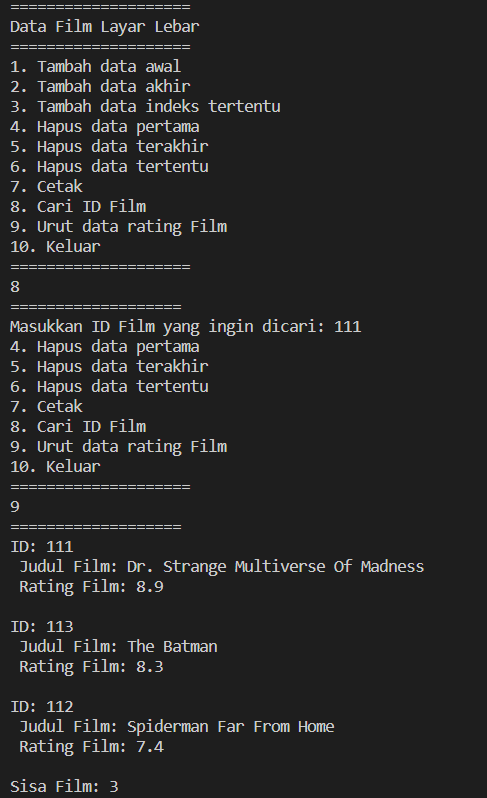 ====================
Data Film Layar Lebar
====================
1. Tambah data awal
2. Tambah data akhir
3. Tambah data indeks tertentu
4. Hapus data pertama
5. Hapus data terakhir
6. Hapus data tertentu
7. Cetak
8. Cari ID Film
9. Urut data rating Film
10. Keluar
====================
8
===================
Masukkan ID Film yang ingin dicari: 111
4. Hapus data pertama
5. Hapus data terakhir
6. Hapus data tertentu
7. Cetak
8. Cari ID Film
9. Urut data rating Film
10. Keluar
====================
9
===================
ID: 111
 Judul Film: Dr. Strange Multiverse Of Madness
 Rating Film: 8.9

ID: 113
 Judul Film: The Batman
 Rating Film: 8.3

ID: 112
 Judul Film: Spiderman Far From Home
 Rating Film: 7.4

Sisa Film: 3